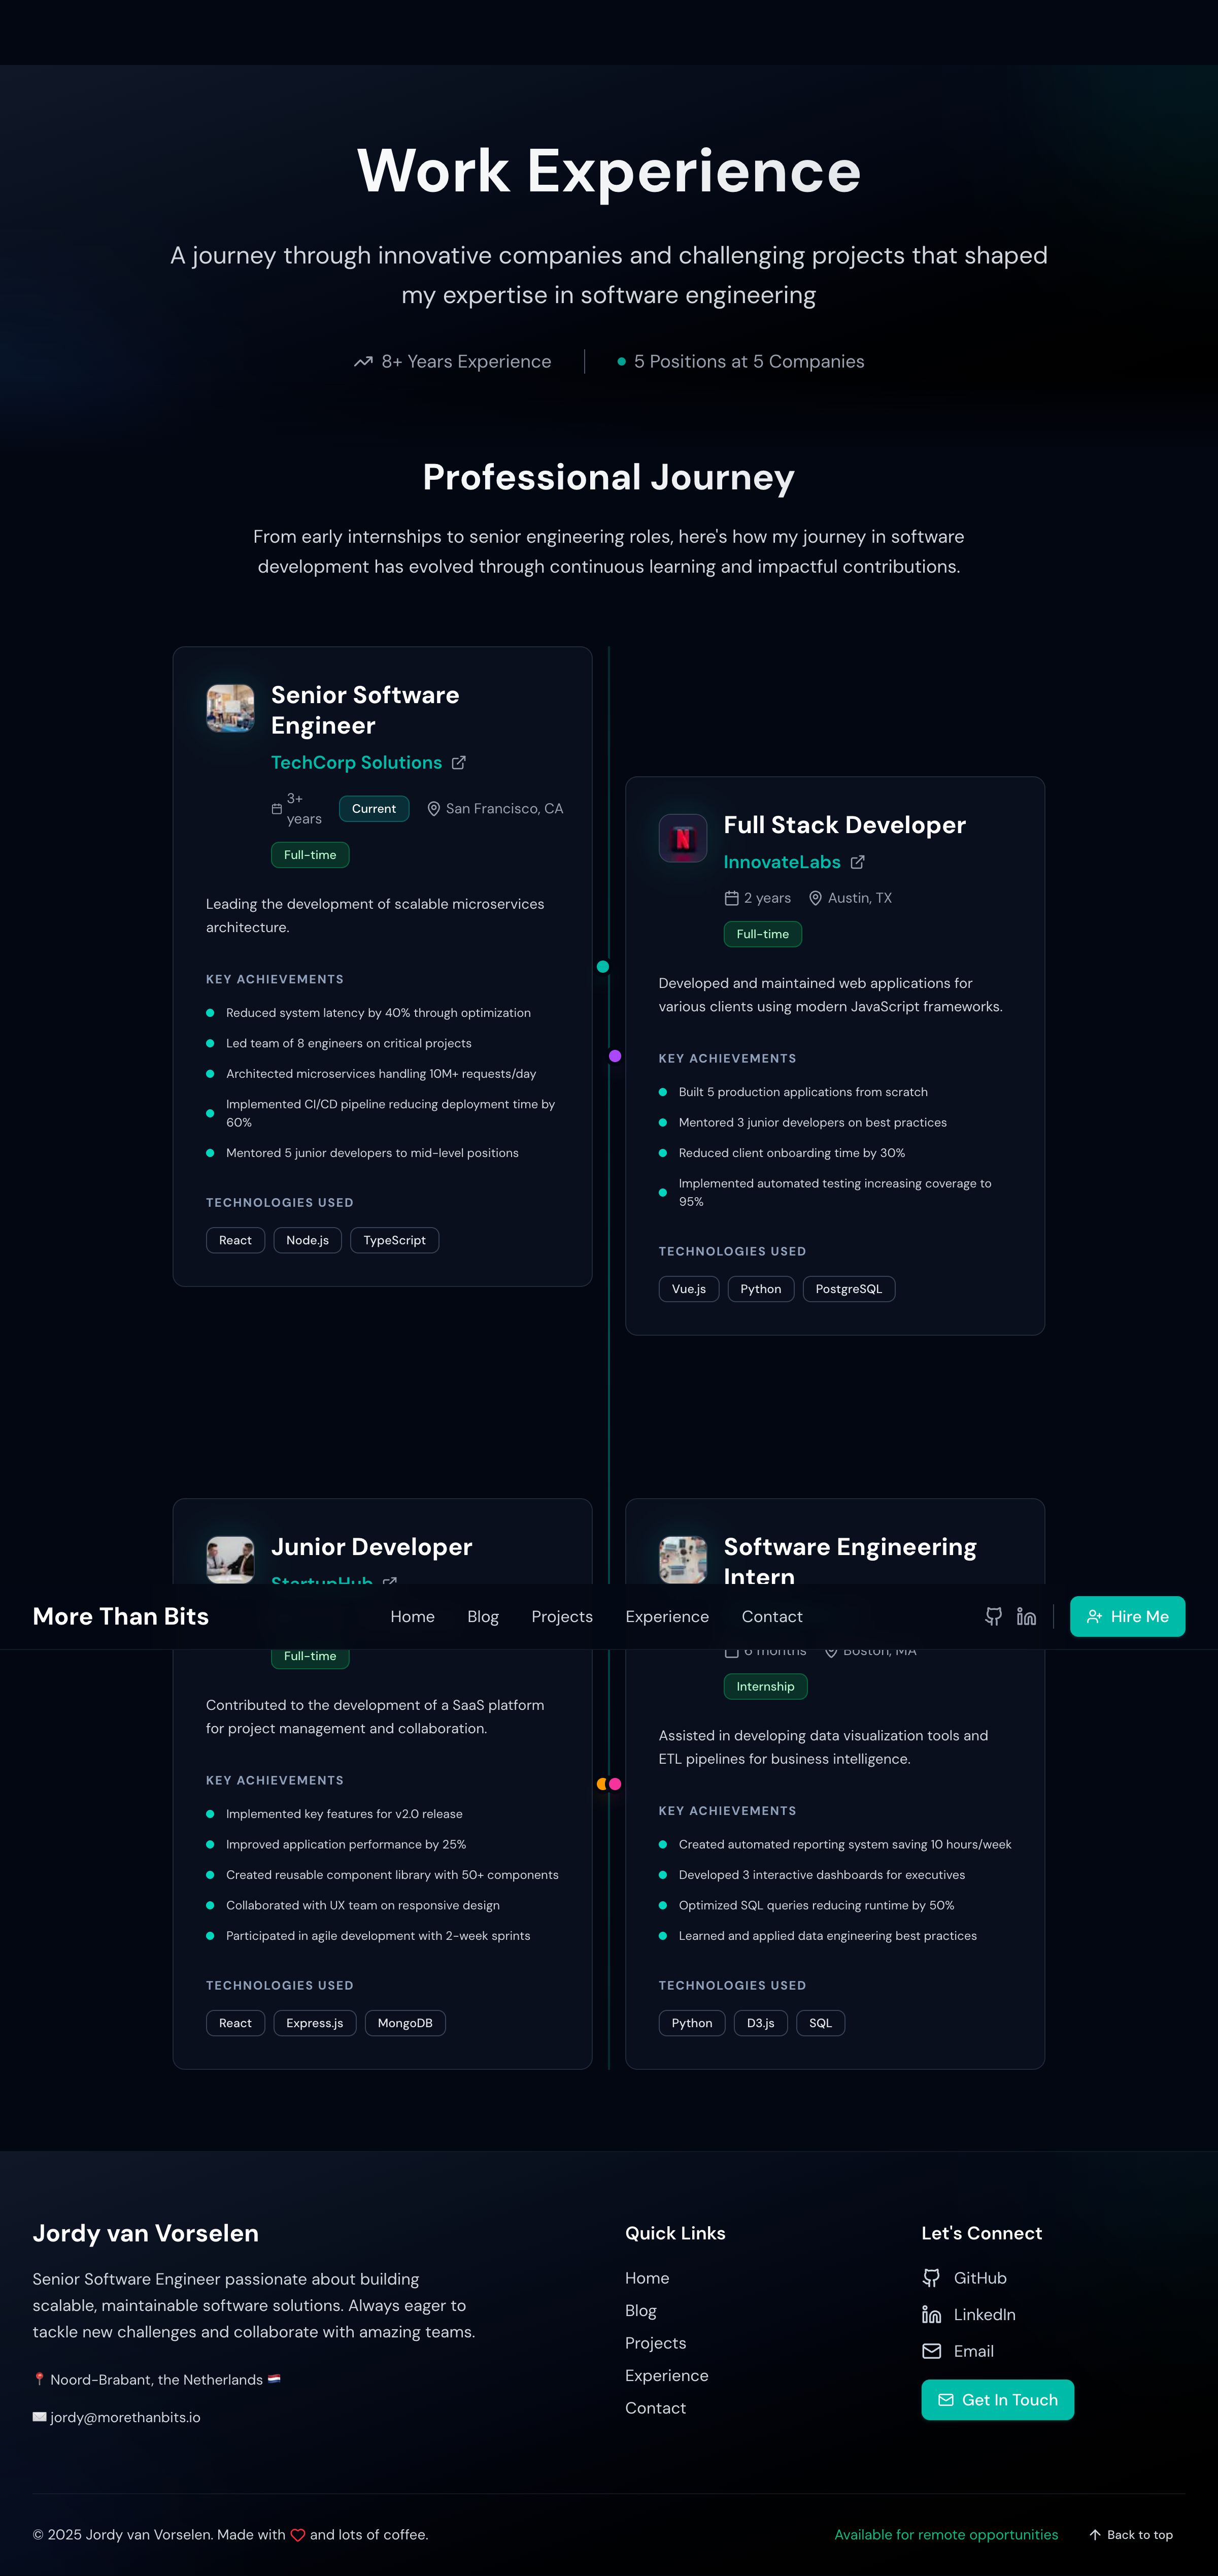 Work Experience
A journey through innovative companies and challenging projects that shaped
my expertise in software engineering
8+ Years Experience
5 Positions at 5 Companies
Professional Journey
From early internships to senior engineering roles, here's how my journey in software
development has evolved through continuous learning and impactful contributions.
Senior Software
Engineer
TechCorp Solutions
3+
years
Current
San Francisco, CA
Full-time
Leading the development of scalable microservices
architecture.
KEY ACHIEVEMENTS
Reduced system latency by 40% through optimization
Led team of 8 engineers on critical projects
Architected microservices handling 10M+ requests/day
Implemented CI/CD pipeline reducing deployment time by
60%
Mentored 5 junior developers to mid-level positions
TECHNOLOGIES USED
React
Node.js
TypeScript
N
Full Stack Developer
InnovateLabs
2 years
Austin, TX
Full-time
Developed and maintained web applications for
various clients using modern JavaScript frameworks.
KEY ACHIEVEMENTS
Built 5 production applications from scratch
Mentored 3 junior developers on best practices
Reduced client onboarding time by 30%
Implemented automated testing increasing coverage to
95%
TECHNOLOGIES USED
Vue.js
Python
PostgreSQL
Junior Developer
StartupHub
Software Engineering
Intern
More Than Bits
Home
Blog
Projects
Experience
Contact
Hire Me
Full-time
Contributed to the development of a SaaS platform
for project management and collaboration.
KEY ACHIEVEMENTS
Implemented key features for v2.0 release
Improved application performance by 25%
Created reusable component library with 50+ components
Collaborated with UX team on responsive design
Participated in agile development with 2-week sprints
TECHNOLOGIES USED
React
Express.js
MongoDB
6 months
Boston, MA
Internship
Assisted in developing data visualization tools and
ETL pipelines for business intelligence.
KEY ACHIEVEMENTS
Created automated reporting system saving 10 hours/week
Developed 3 interactive dashboards for executives
Optimized SQL queries reducing runtime by 50%
Learned and applied data engineering best practices
TECHNOLOGIES USED
Python
D3.js
SQL
Jordy van Vorselen
Senior Software Engineer passionate about building
scalable, maintainable software solutions. Always eager to
tackle new challenges and collaborate with amazing teams.
📍 Noord-Brabant, the Netherlands 🇳🇱
✉️ jordy@morethanbits.io
Quick Links
Home
Blog
Projects
Experience
Contact
Let's Connect
GitHub
LinkedIn
Email
Get In Touch
© 2025 Jordy van Vorselen. Made with ♡ and lots of coffee.
Available for remote opportunities
Back to top